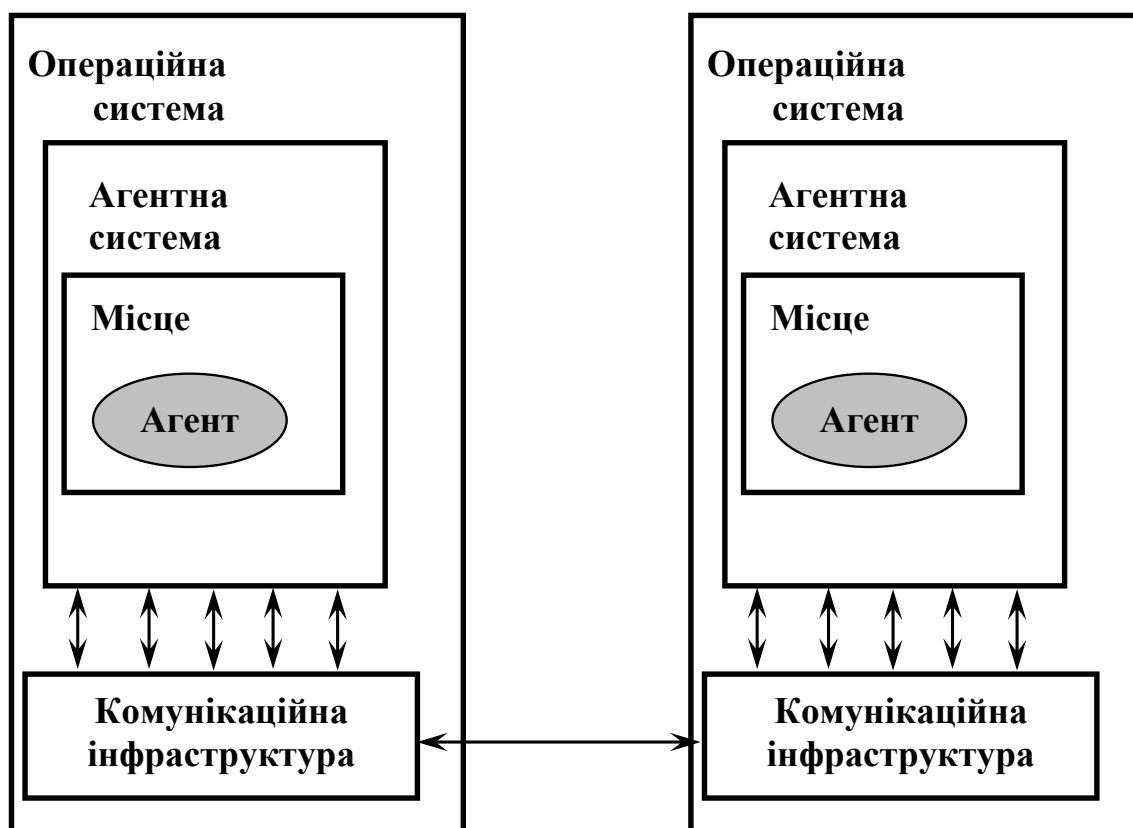 Операційна
система
Агентна
система
Місце
Агент
Комунікаційна
інфраструктура
Операційна
система
Агентна
система
Місце
Агент
Комунікаційна
інфраструктура